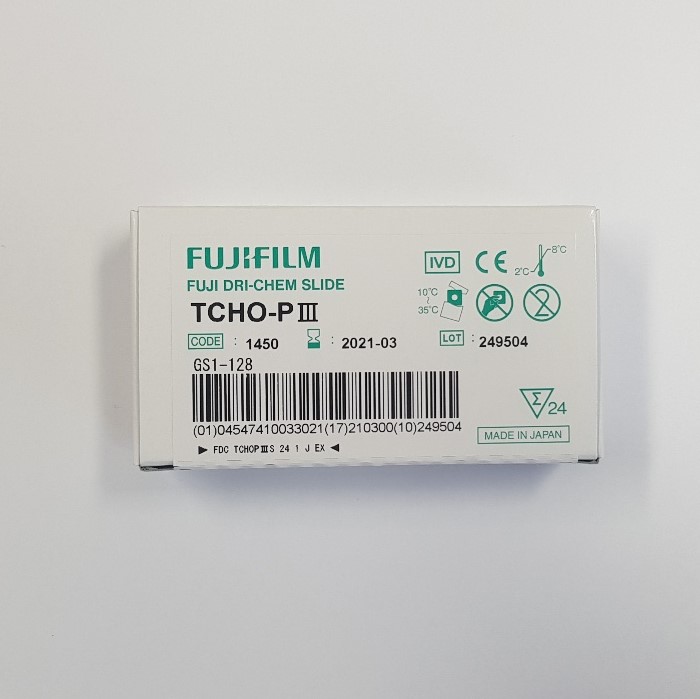 FUJIFILM
FUJI DRI-CHEM SLIDE
TCHO-PⅢ
IVD
CE
2℃
8℃
10℃
~
35℃
2
CODE : 1450
: 2021-03
LOT : 249504
GS1-128
(01)04547410033021(17)210300(10)249504
► FDC TCHOPⅢS 24 1 J EX ◄
Σ 24
MADE IN JAPAN